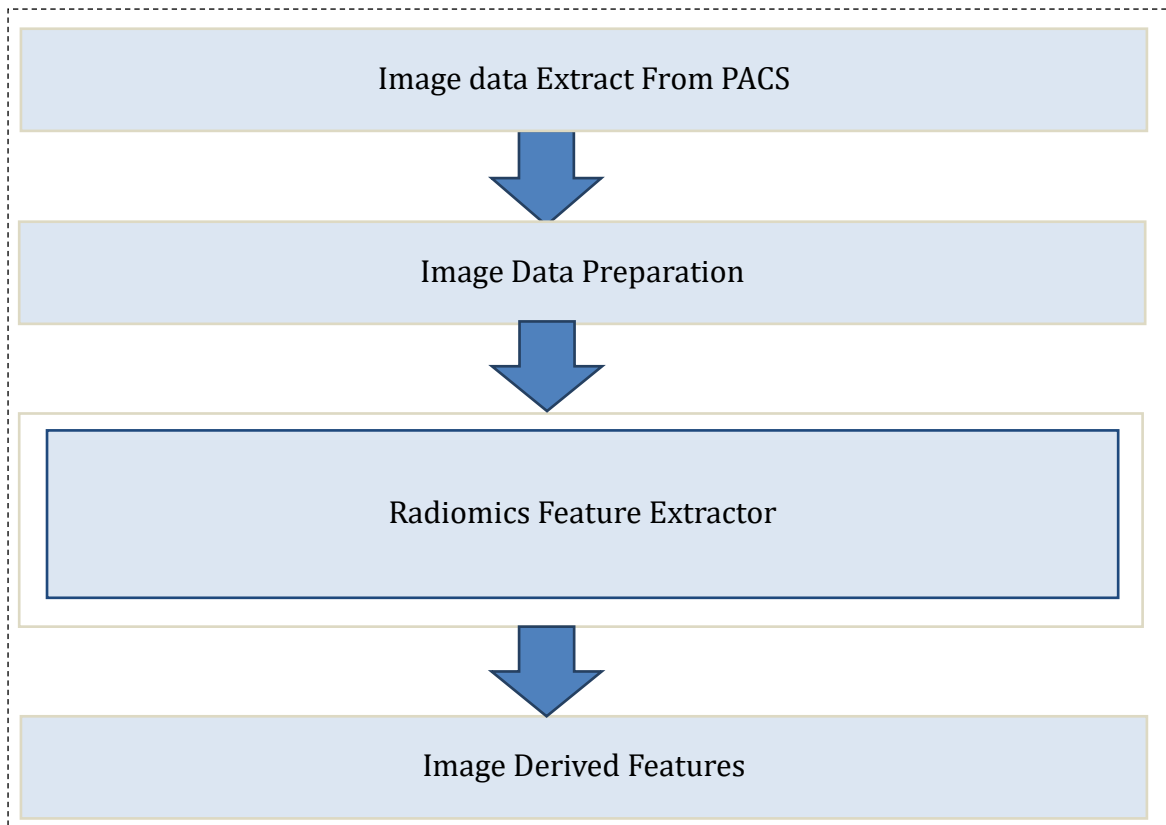 Image data Extract From PACS
Image Data Preparation
Radiomics Feature Extractor
Image Derived Features